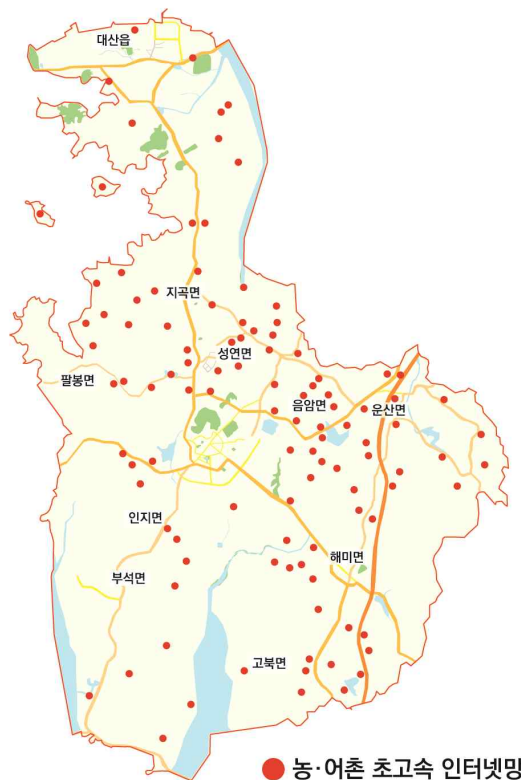 대산읍
지곡면
성연면
팔봉면
음암면
운산면
인지면
해미면
부석면
고북면
농·어촌 초고속 인터넷망